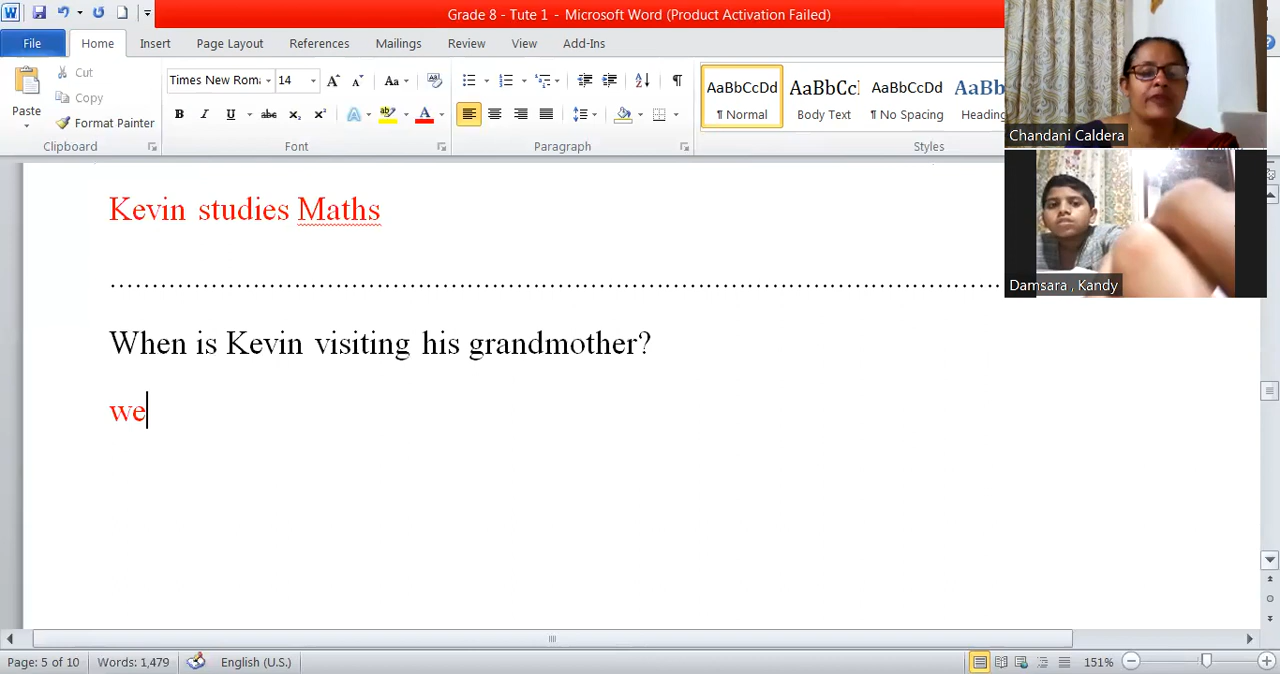 Grade 8 - Tute 1 - Microsoft Word (Product Activation Failed)
File Home Insert Page Layout References Mailings Review View Add-Ins
Cut
Copy
Format Painter
Paste
Clipboard
Times New Roma 14
Font
Paragraph
AaBbCcDd AaBbCc AaBbCcDd AaBb
¶ Normal Body Text ¶ No Spacing Heading
Styles
Chandani Caldera
Damsara , Kandy
Kevin studies Maths
When is Kevin visiting his grandmother?
we
Page: 5 of 10 Words: 1,479 English (U.S.) 151%